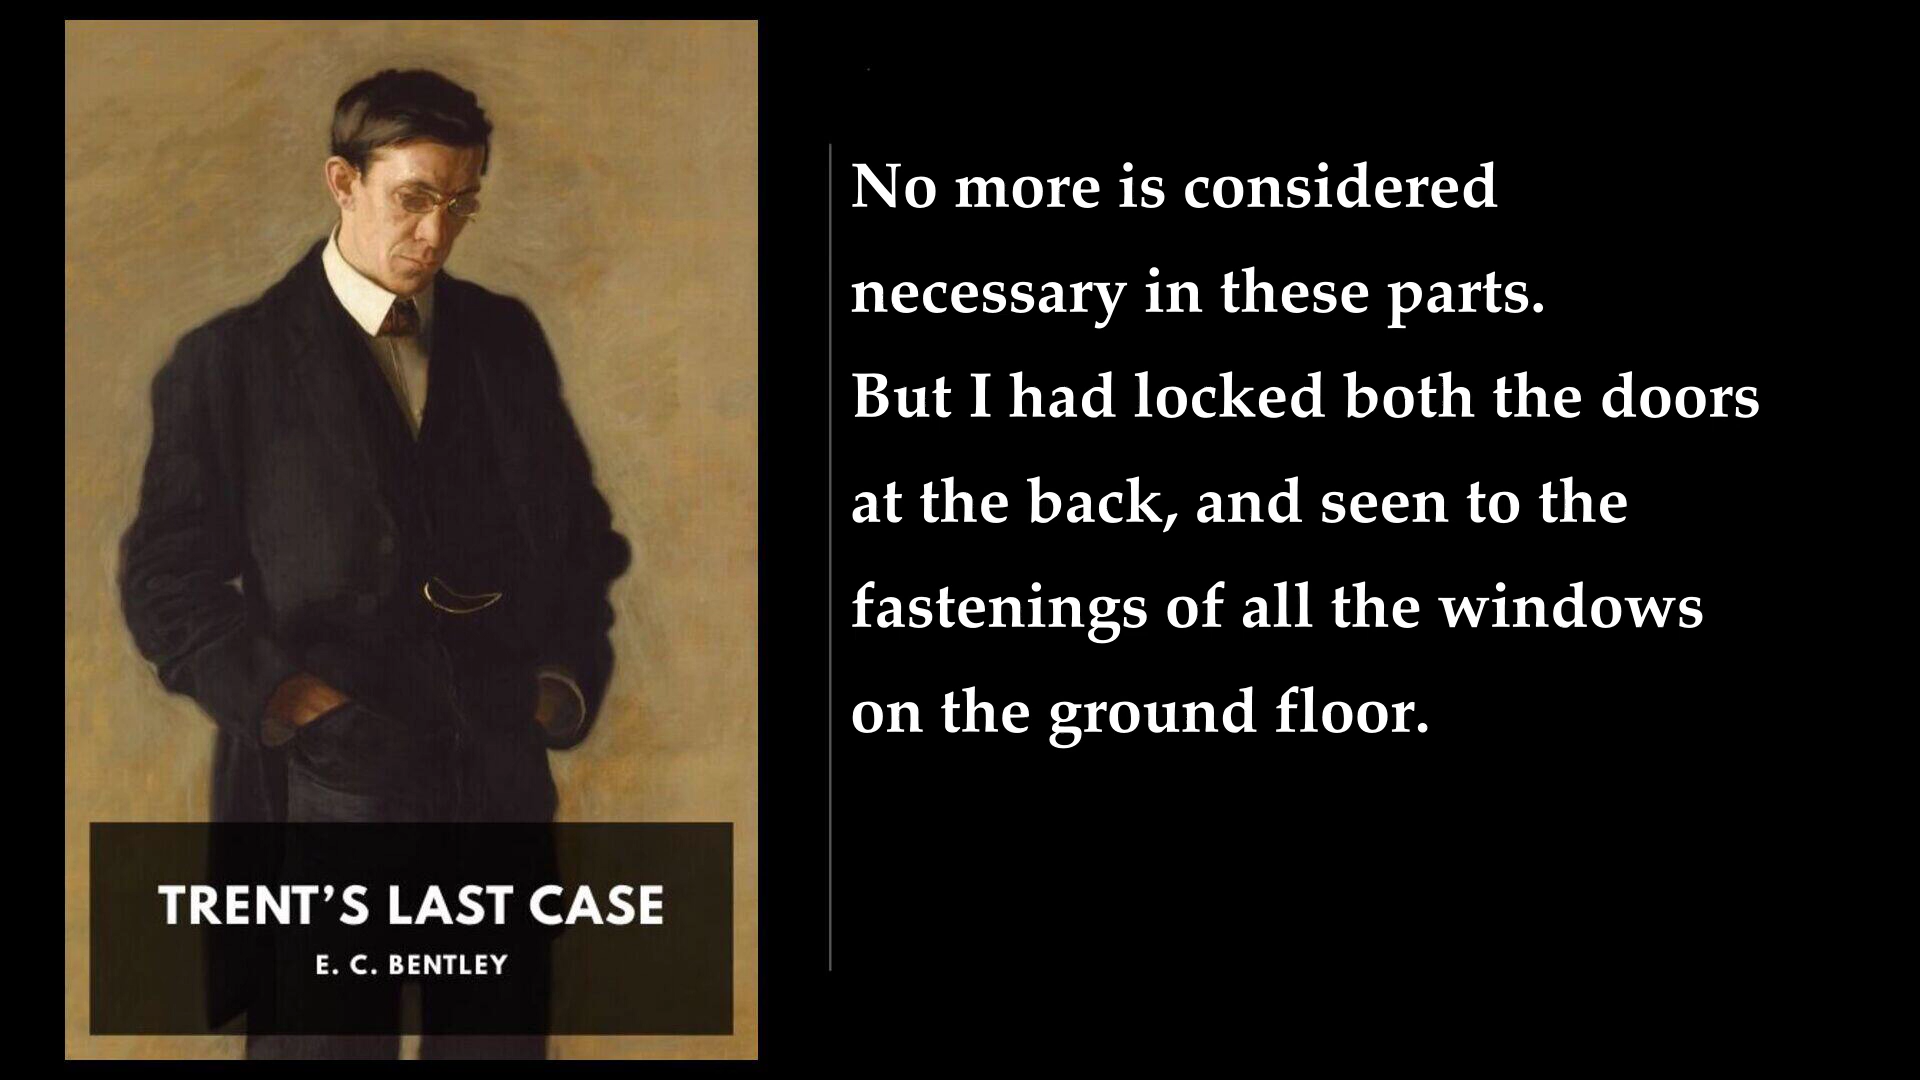 TRENT’S LAST CASE
E. C. BENTLEY
No more is considered
necessary in these parts.
But I had locked both the doors
at the back, and seen to the
fastenings of all the windows
on the ground floor.